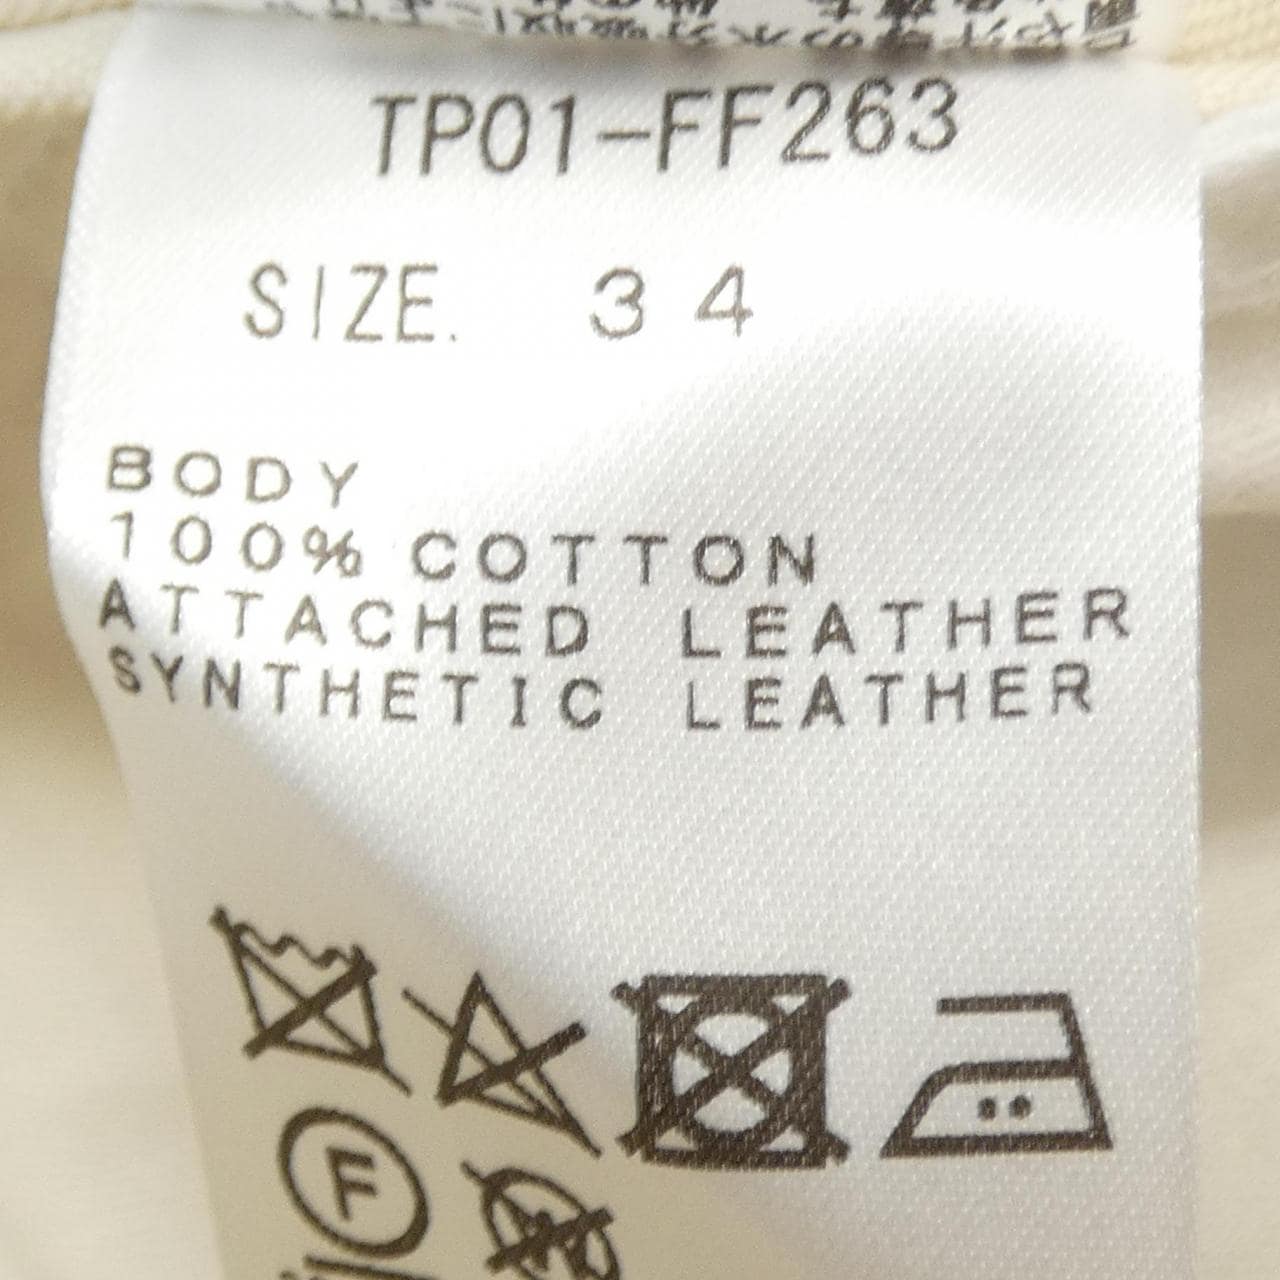 TP01-FF263
SIZE. 34
BODY
100% COTTON
ATTACHED LEATHER
SYNTHETIC LEATHER
F